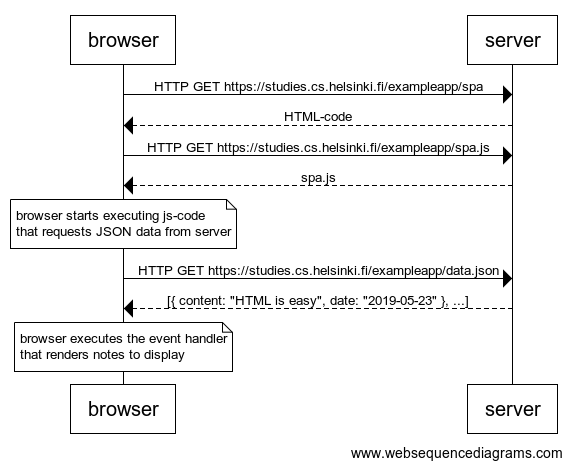 browser
server
HTTP GET https://studies.cs.helsinki.fi/exampleapp/spa
HTML-code
HTTP GET https://studies.cs.helsinki.fi/exampleapp/spa.js
spa.js
browser starts executing js-code
that requests JSON data from server
HTTP GET https://studies.cs.helsinki.fi/exampleapp/data.json
[{ content: "HTML is easy", date: "2019-05-23" }, ...]
browser executes the event handler
that renders notes to display
browser
server
www.websequencediagrams.com